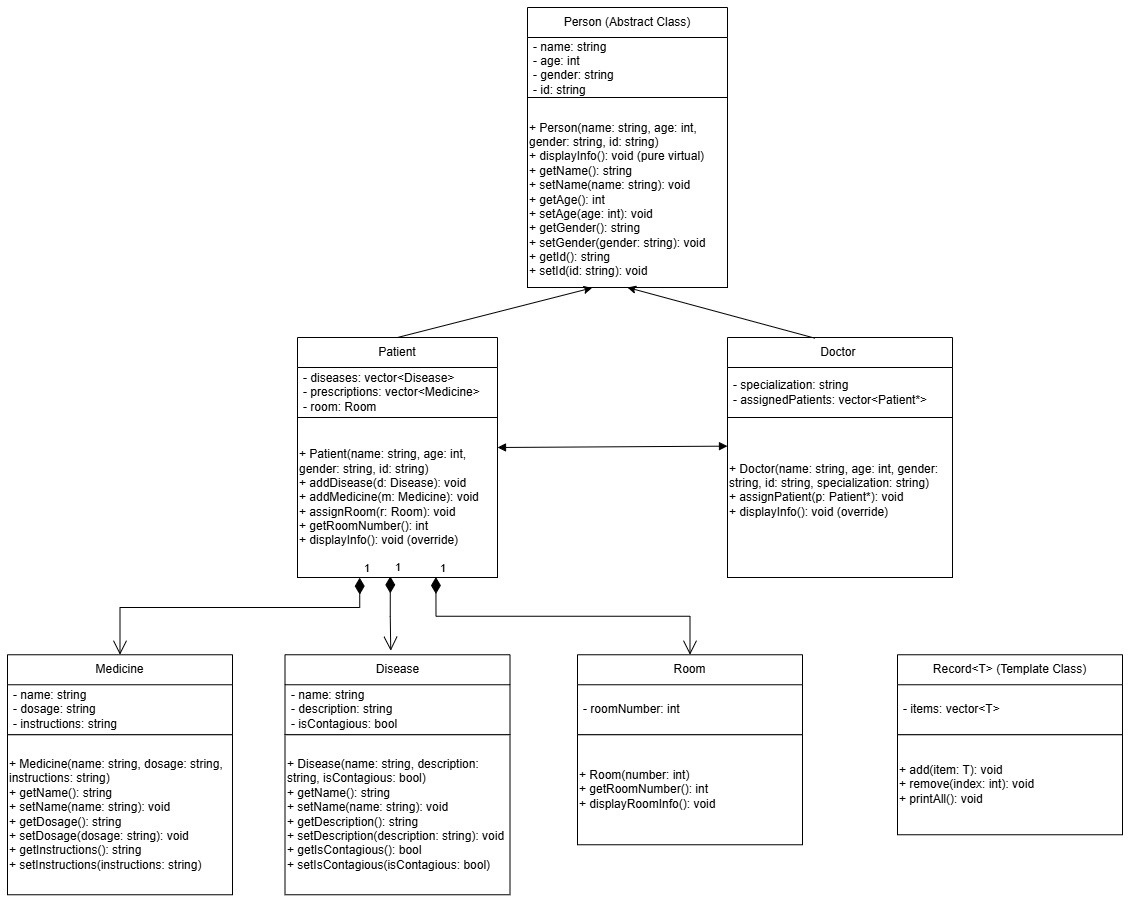 Person (Abstract Class)
- name: string
- age: int
- gender: string
- id: string
+ Person(name: string, age: int,
gender: string, id: string)
+ displayInfo(): void (pure virtual)
+ getName(): string
+ setName(name: string): void
+ getAge(): int
+ setAge(age: int): void
+ getGender(): string
+ setGender(gender: string): void
+ getId(): string
+ setId(id: string): void
Patient
- diseases: vector<Disease>
- prescriptions: vector<Medicine>
- room: Room
+ Patient(name: string, age: int,
gender: string, id: string)
+ addDisease(d: Disease): void
+ addMedicine(m: Medicine): void
+ assignRoom(r: Room): void
+ getRoomNumber(): int
+ displayInfo(): void (override)
1
1
1
Doctor
- specialization: string
- assignedPatients: vector<Patient*>
+ Doctor(name: string, age: int, gender:
string, id: string, specialization: string)
+ assignPatient(p: Patient*): void
+ displayInfo(): void (override)
Medicine
- name: string
- dosage: string
- instructions: string
+ Medicine(name: string, dosage: string,
instructions: string)
+ getName(): string
+ setName(name: string): void
+ getDosage(): string
+ setDosage(dosage: string): void
+ getInstructions(): string
+ setInstructions(instructions: string)
Disease
- name: string
- description: string
- isContagious: bool
+ Disease(name: string, description:
string, isContagious: bool)
+ getName(): string
+ setName(name: string): void
+ getDescription(): string
+ setDescription(description: string): void
+ getIsContagious(): bool
+ setIsContagious(isContagious: bool)
Room
- roomNumber: int
+ Room(number: int)
+ getRoomNumber(): int
+ displayRoomInfo(): void
Record<T> (Template Class)
- items: vector<T>
+ add(item: T): void
+ remove(index: int): void
+ printAll(): void